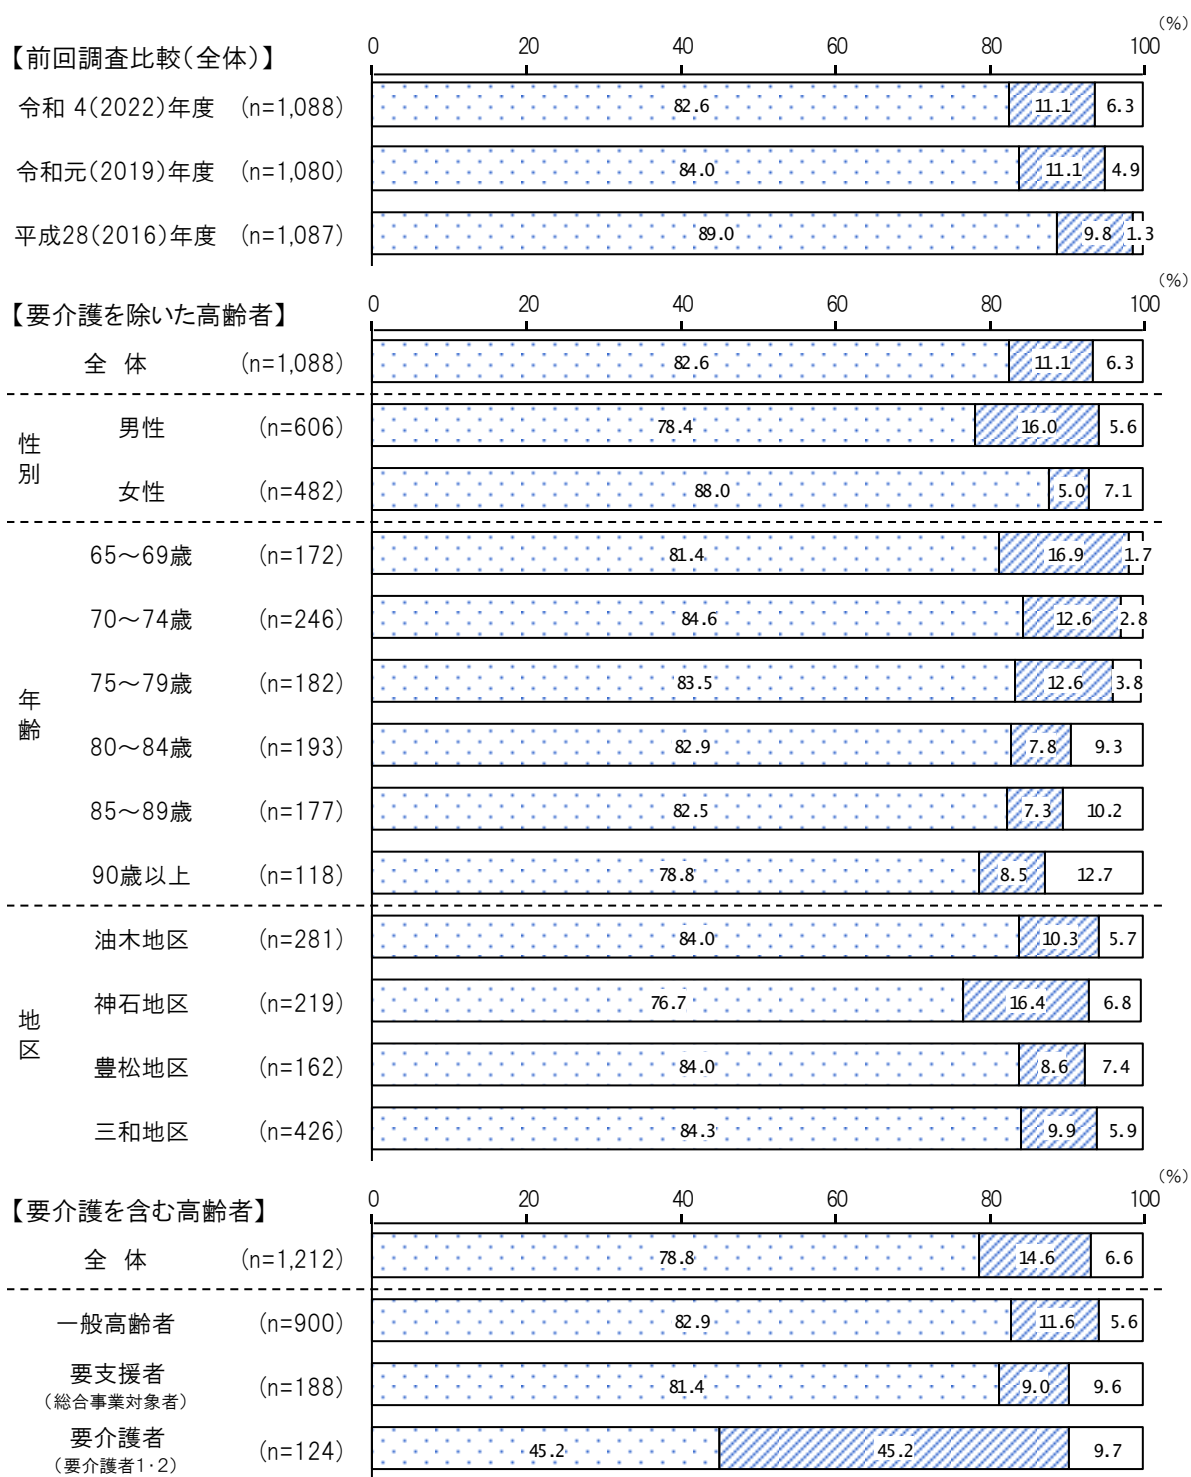 (%)
【前回調査比較(全体)】 0 20 40 60 80 100
令和 4(2022)年度 (n=1,088) 82.6 11.1 6.3
令和元(2019)年度 (n=1,080) 84.0 11.1 4.9
平成28(2016)年度 (n=1,087) 89.0 9.8 1.3
(%)
【要介護を除いた高齢者】 0 20 40 60 80 100
全 体 (n=1,088) 82.6 11.1 6.3
性別
男性 (n=606) 78.4 16.0 5.6
女性 (n=482) 88.0 5.0 7.1
年齢
65～69歳 (n=172) 81.4 16.9 1.7
70～74歳 (n=246) 84.6 12.6 2.8
75～79歳 (n=182) 83.5 12.6 3.8
80～84歳 (n=193) 82.9 7.8 9.3
85～89歳 (n=177) 82.5 7.3 10.2
90歳以上 (n=118) 78.8 8.5 12.7
地区
油木地区 (n=281) 84.0 10.3 5.7
神石地区 (n=219) 76.7 16.4 6.8
豊松地区 (n=162) 84.0 8.6 7.4
三和地区 (n=426) 84.3 9.9 5.9
(%)
【要介護を含む高齢者】 0 20 40 60 80 100
全 体 (n=1,212) 78.8 14.6 6.6
一般高齢者 (n=900) 82.9 11.6 5.6
要支援者
(総合事業対象者) (n=188) 81.4 9.0 9.6
要介護者
(要介護者1・2) (n=124) 45.2 45.2 9.7